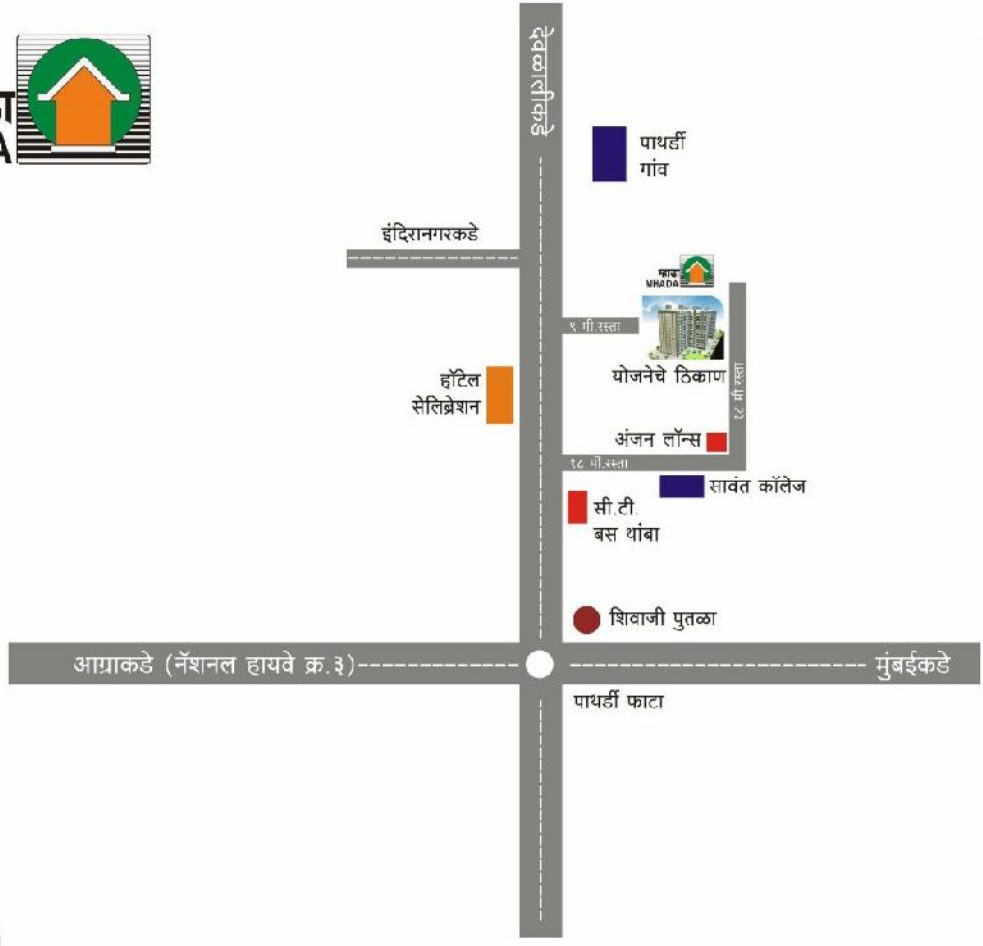 देवळालीकडे
पाथर्डी
गांव
इंदिरानगरकडे
म्हाडा
MHADA
९ मी.रस्ता
योजनेचे ठिकाण
१८ मी.रस्ता
हॉटेल
सेलिब्रेशन
अंजन लॉन्स
१८ मी.रस्ता
सावंत कॉलेज
सी.टी.
बस थांबा
शिवाजी पुतळा
आग्राकडे (नॅशनल हायवे क्र.३)
मुंबईकडे
पाथर्डी फाटा